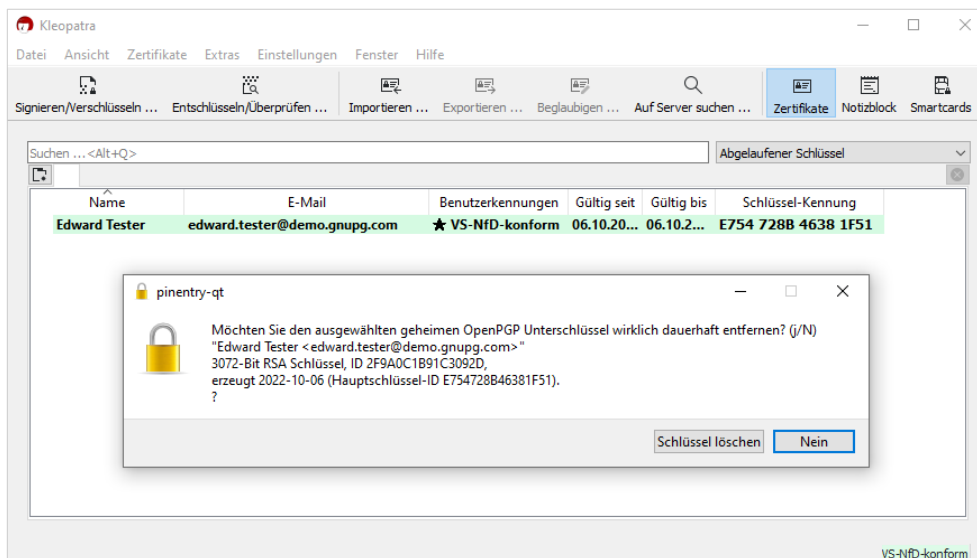 Kleopatra
Datei Ansicht Zertifikate Extras Einstellungen Fenster Hilfe
Signieren/Verschlüsseln ... Entschlüsseln/Überprüfen ... Importieren ... Exportieren ... Beglaubigen ... Auf Server suchen ... Zertifikate Notizblock Smartcards
Suchen ...<Alt+Q> Abgelaufener Schlüssel
Name E-Mail Benutzerkennungen Gültig seit Gültig bis Schlüssel-Kennung
Edward Tester edward.tester@demo.gnupg.com VS-NfD-konform 06.10.20... 06.10.2... E754 728B 4638 1F51
pinentry-qt
Möchten Sie den ausgewählten geheimen OpenPGP Unterschlüssel wirklich dauerhaft entfernen? (j/N)
"Edward Tester <edward.tester@demo.gnupg.com>"
3072-Bit RSA Schlüssel, ID 2F9A0C1B91C3092D,
erzeugt 2022-10-06 (Hauptschlüssel-ID E754728B46381F51).
?
Schlüssel löschen Nein
VS-NfD-konform